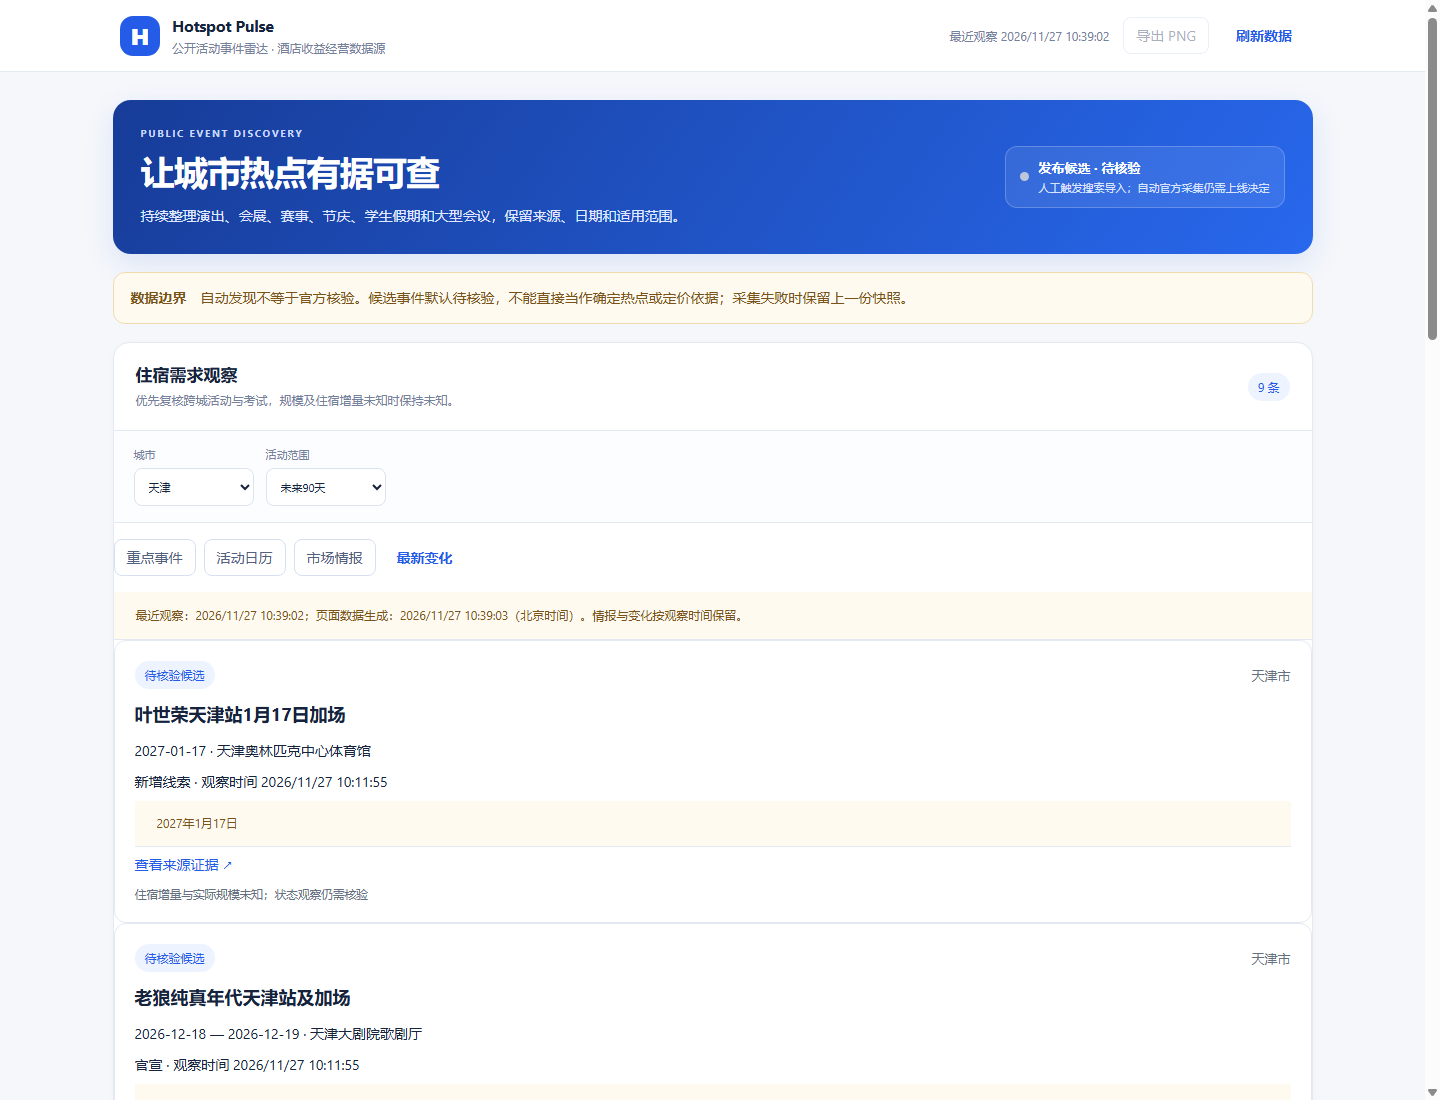 H
Hotspot Pulse
公开活动事件雷达 · 酒店收益经营数据源
最近观察 2026/11/27 10:39:02
导出 PNG
刷新数据
PUBLIC EVENT DISCOVERY
让城市热点有据可查
持续整理演出、会展、赛事、节庆、学生假期和大型会议，保留来源、日期和适用范围。
发布候选 · 待核验
人工触发搜索导入；自动官方采集仍需上线决定
数据边界 自动发现不等于官方核验。候选事件默认待核验，不能直接当作确定热点或定价依据；采集失败时保留上一份快照。
住宿需求观察
优先复核跨城活动与考试，规模及住宿增量未知时保持未知。
9 条
城市
活动范围
天津
未来90天
重点事件
活动日历
市场情报
最新变化
最近观察：2026/11/27 10:39:02；页面数据生成：2026/11/27 10:39:03（北京时间）。情报与变化按观察时间保留。
待核验候选
天津市
叶世荣天津站1月17日加场
2027-01-17 · 天津奥林匹克中心体育馆
新增线索 · 观察时间 2026/11/27 10:11:55
2027年1月17日
查看来源证据 ↗
住宿增量与实际规模未知；状态观察仍需核验
待核验候选
天津市
老狼纯真年代天津站及加场
2026-12-18 — 2026-12-19 · 天津大剧院歌剧厅
官宣 · 观察时间 2026/11/27 10:11:55